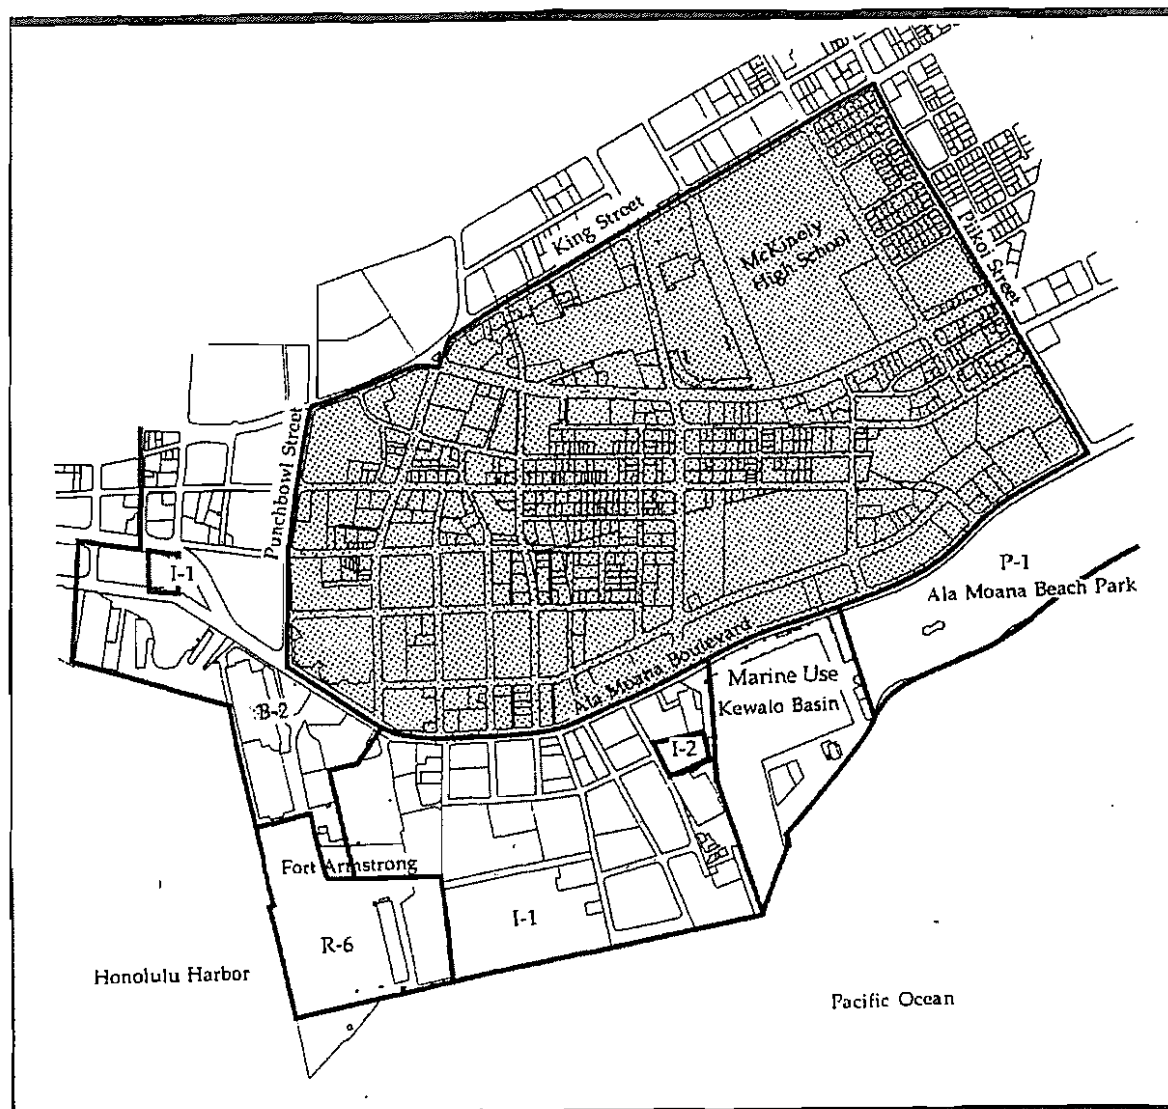 King Street
McKinely
High School
Piikoi Street
Punchbowl Street
I-1
P-1
Ala Moana Beach Park
Ala Moana Boulevard
Marine Use
Kewalo Basin
B-2
I-2
Fort Armstrong
I-1
R-6
Honolulu Harbor
Pacific Ocean